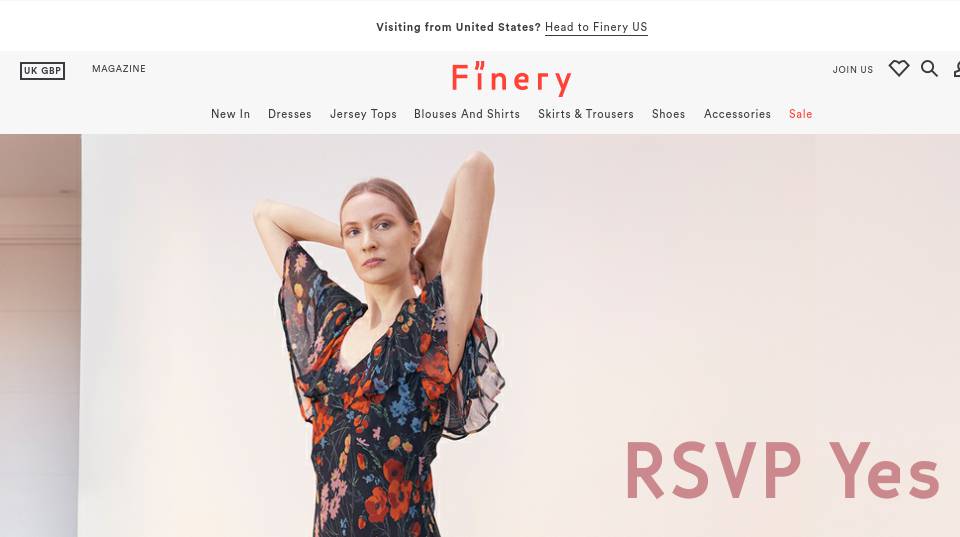 Visiting from United States? Head to Finery US
UK GBP
MAGAZINE
Finery
JOIN US
New In Dresses Jersey Tops Blouses And Shirts Skirts & Trousers Shoes Accessories Sale
RSVP Yes